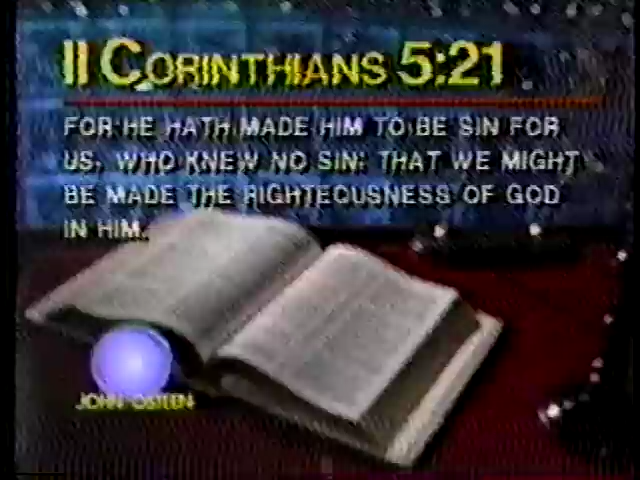 II CORINTHIANS 5:21
FOR HE HATH MADE HIM TO BE SIN FOR
US, WHO KNEW NO SIN; THAT WE MIGHT
BE MADE THE RIGHTEOUSNESS OF GOD
IN HIM.
JOHN OSTEEN